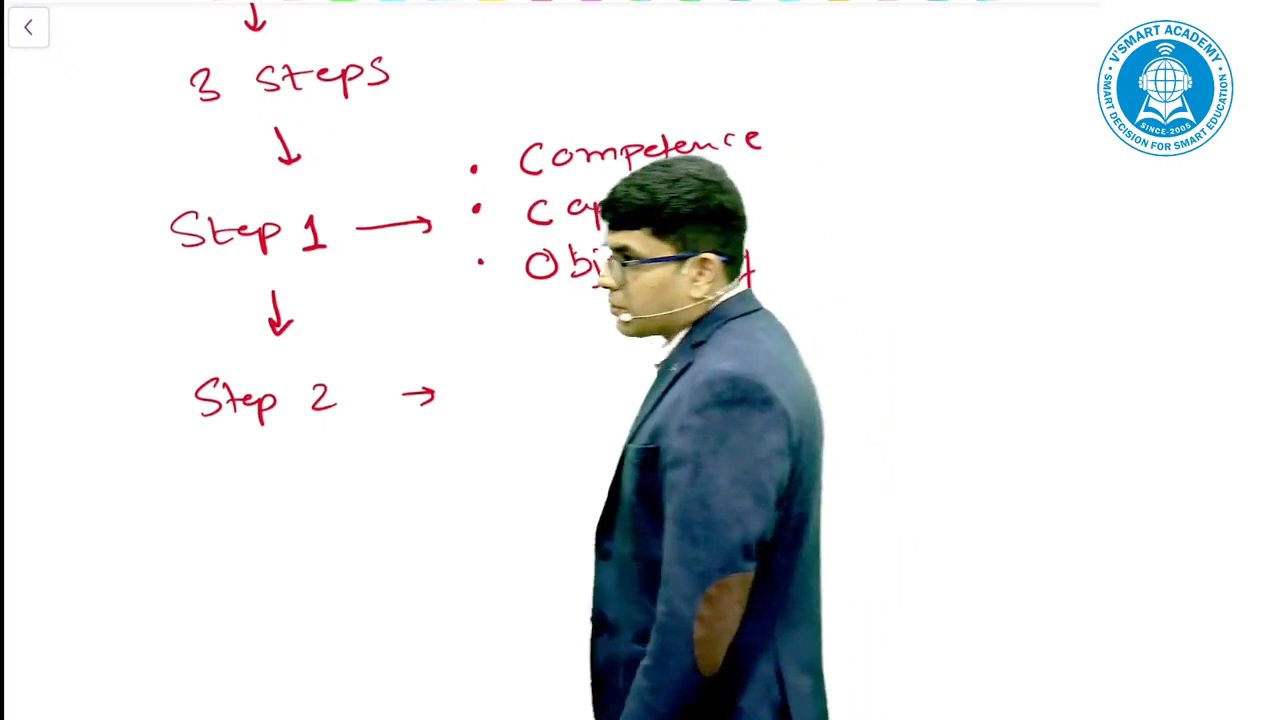 3 steps
• Competence
Step 1 →
•
•
Step 2 →
V'SMART ACADEMY
SINCE-2005
SMART DECISION FOR SMART EDUCATION